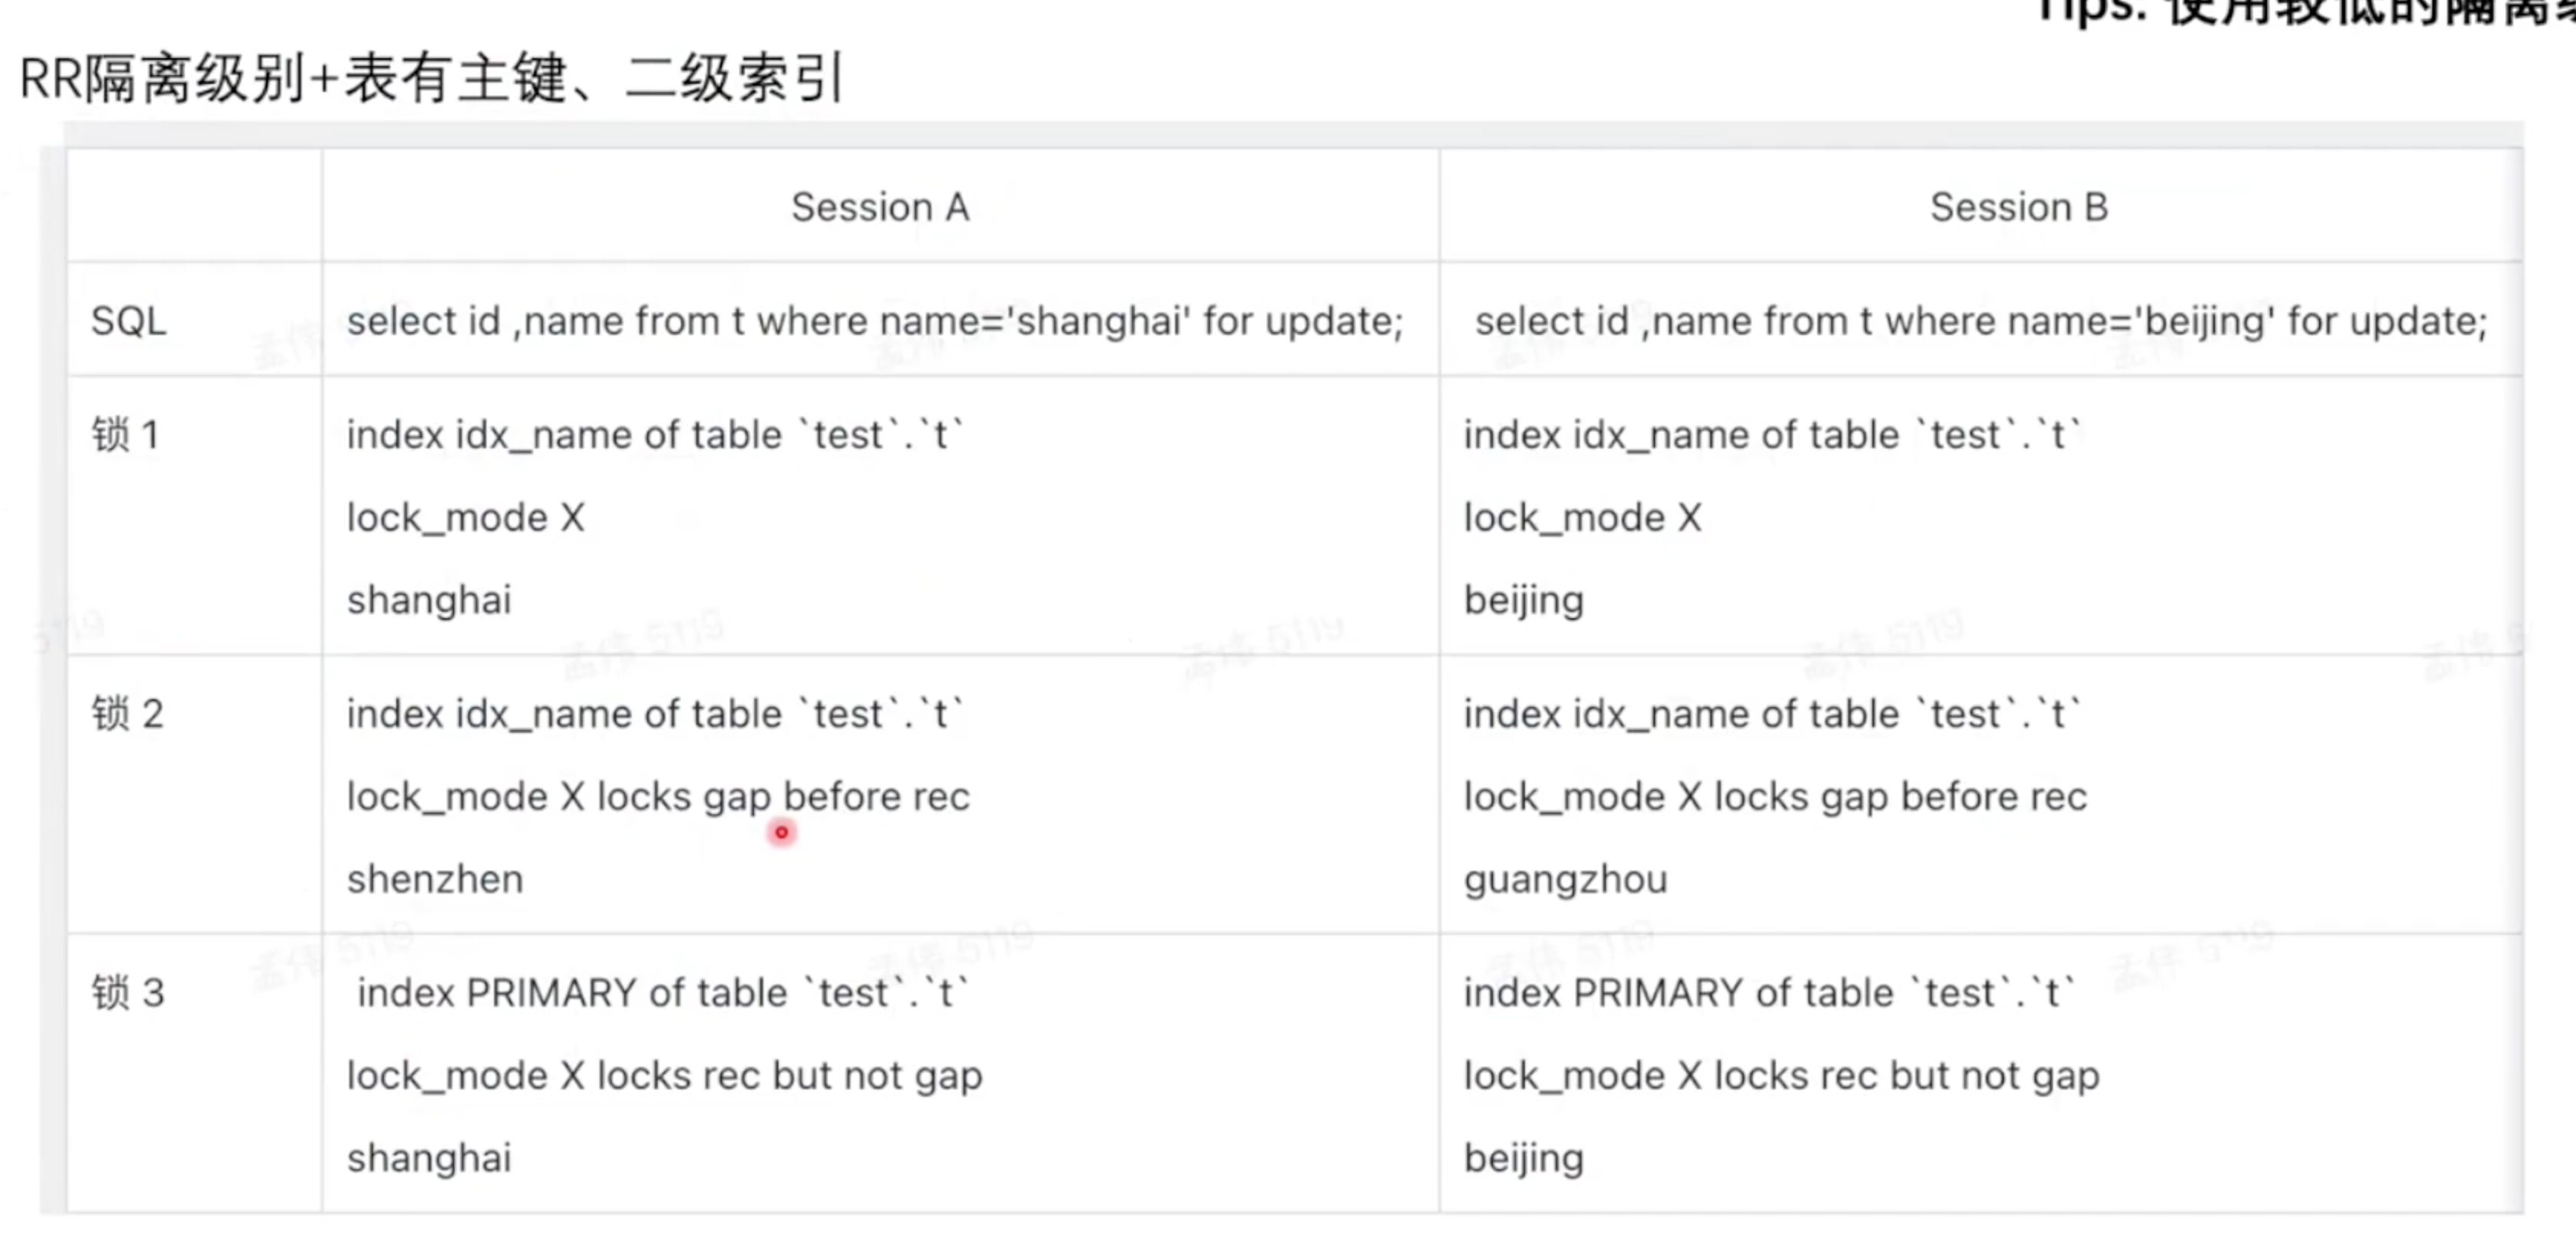 Tips: 使用较低的隔离级
RR隔离级别+表有主键、二级索引
Session A
Session B
SQL
select id ,name from t where name='shanghai' for update;
select id ,name from t where name='beijing' for update;
锁 1
index idx_name of table `test`.`t`
lock_mode X
shanghai
index idx_name of table `test`.`t`
lock_mode X
beijing
锁 2
index idx_name of table `test`.`t`
lock_mode X locks gap before rec
shenzhen
index idx_name of table `test`.`t`
lock_mode X locks gap before rec
guangzhou
锁 3
index PRIMARY of table `test`.`t`
lock_mode X locks rec but not gap
shanghai
index PRIMARY of table `test`.`t`
lock_mode X locks rec but not gap
beijing
孟伟 5119